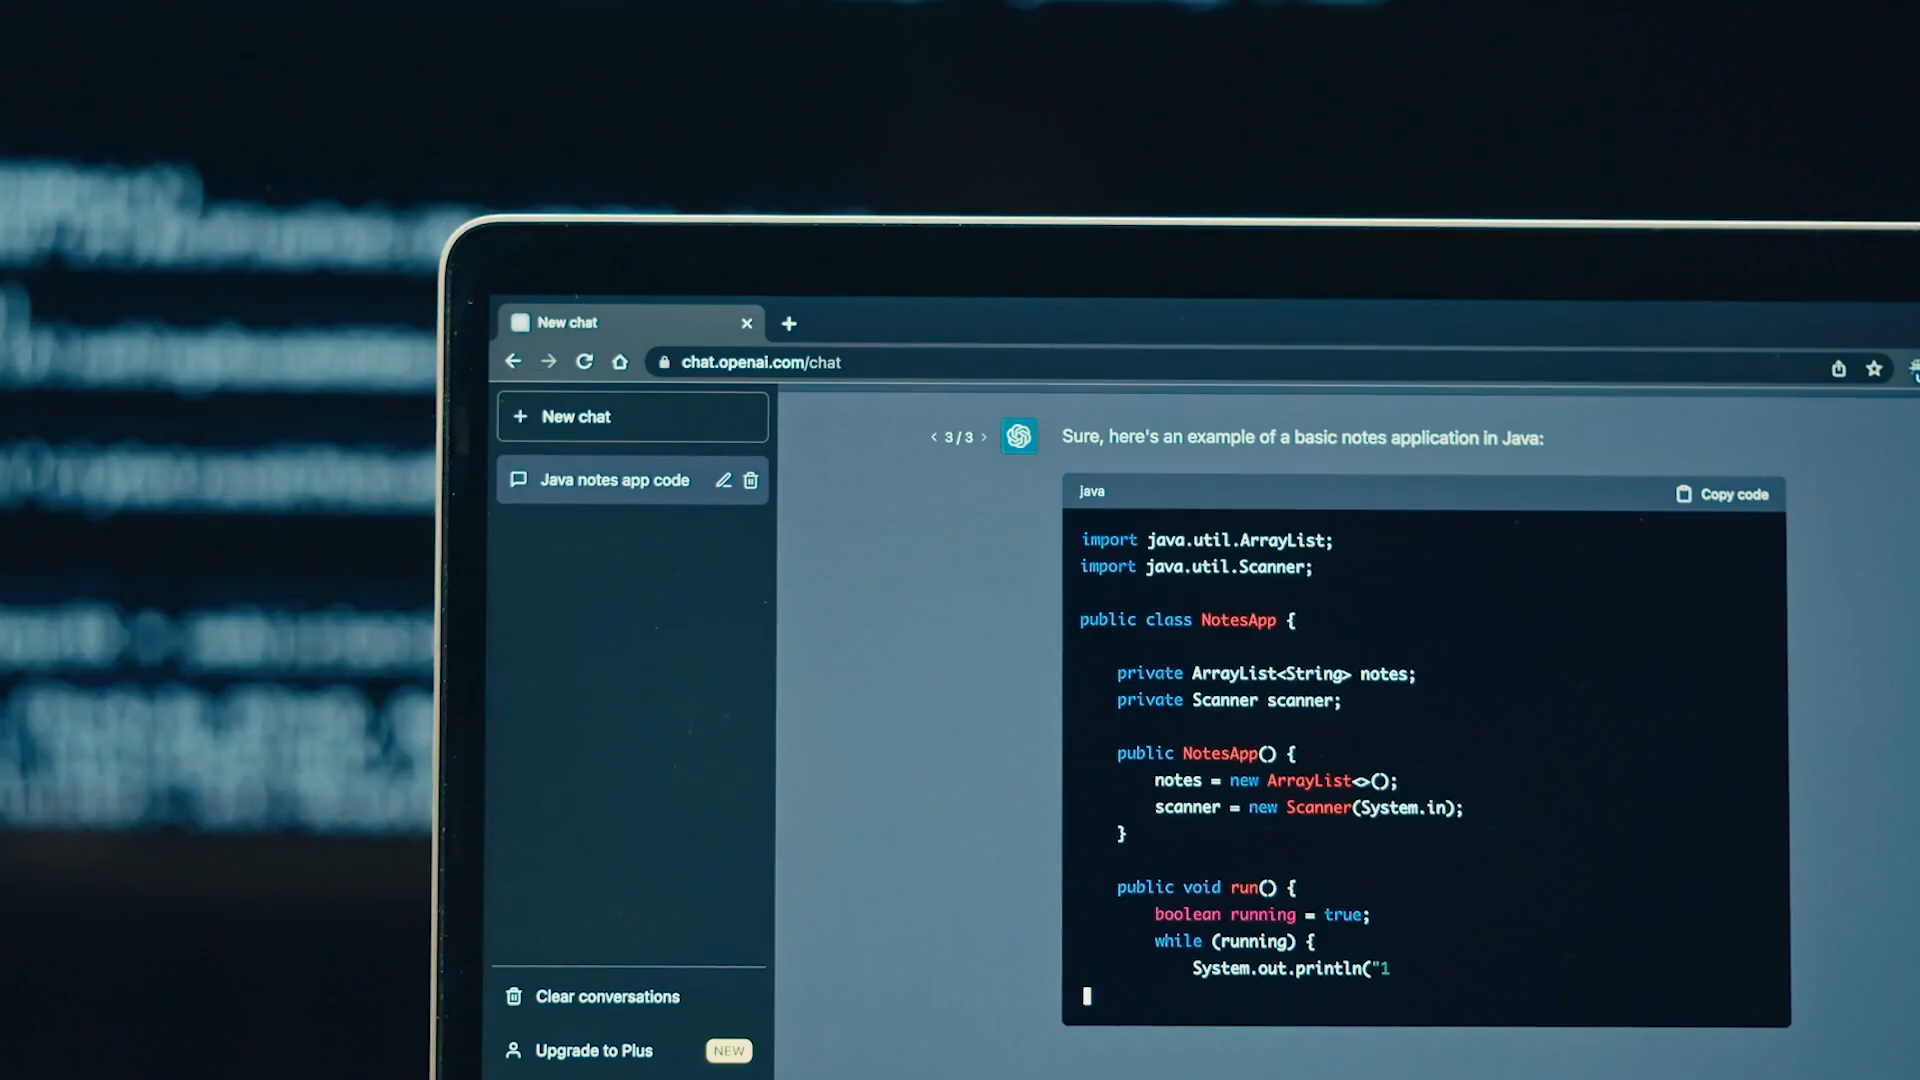 New chat
chat.openai.com/chat
New chat
Java notes app code
Clear conversations
Upgrade to Plus NEW
< 3/3 >
Sure, here's an example of a basic notes application in Java:
java Copy code
import java.util.ArrayList;
import java.util.Scanner;
public class NotesApp {
private ArrayList<String> notes;
private Scanner scanner;
public NotesApp() {
notes = new ArrayList<>();
scanner = new Scanner(System.in);
}
public void run() {
boolean running = true;
while (running) {
System.out.println("1